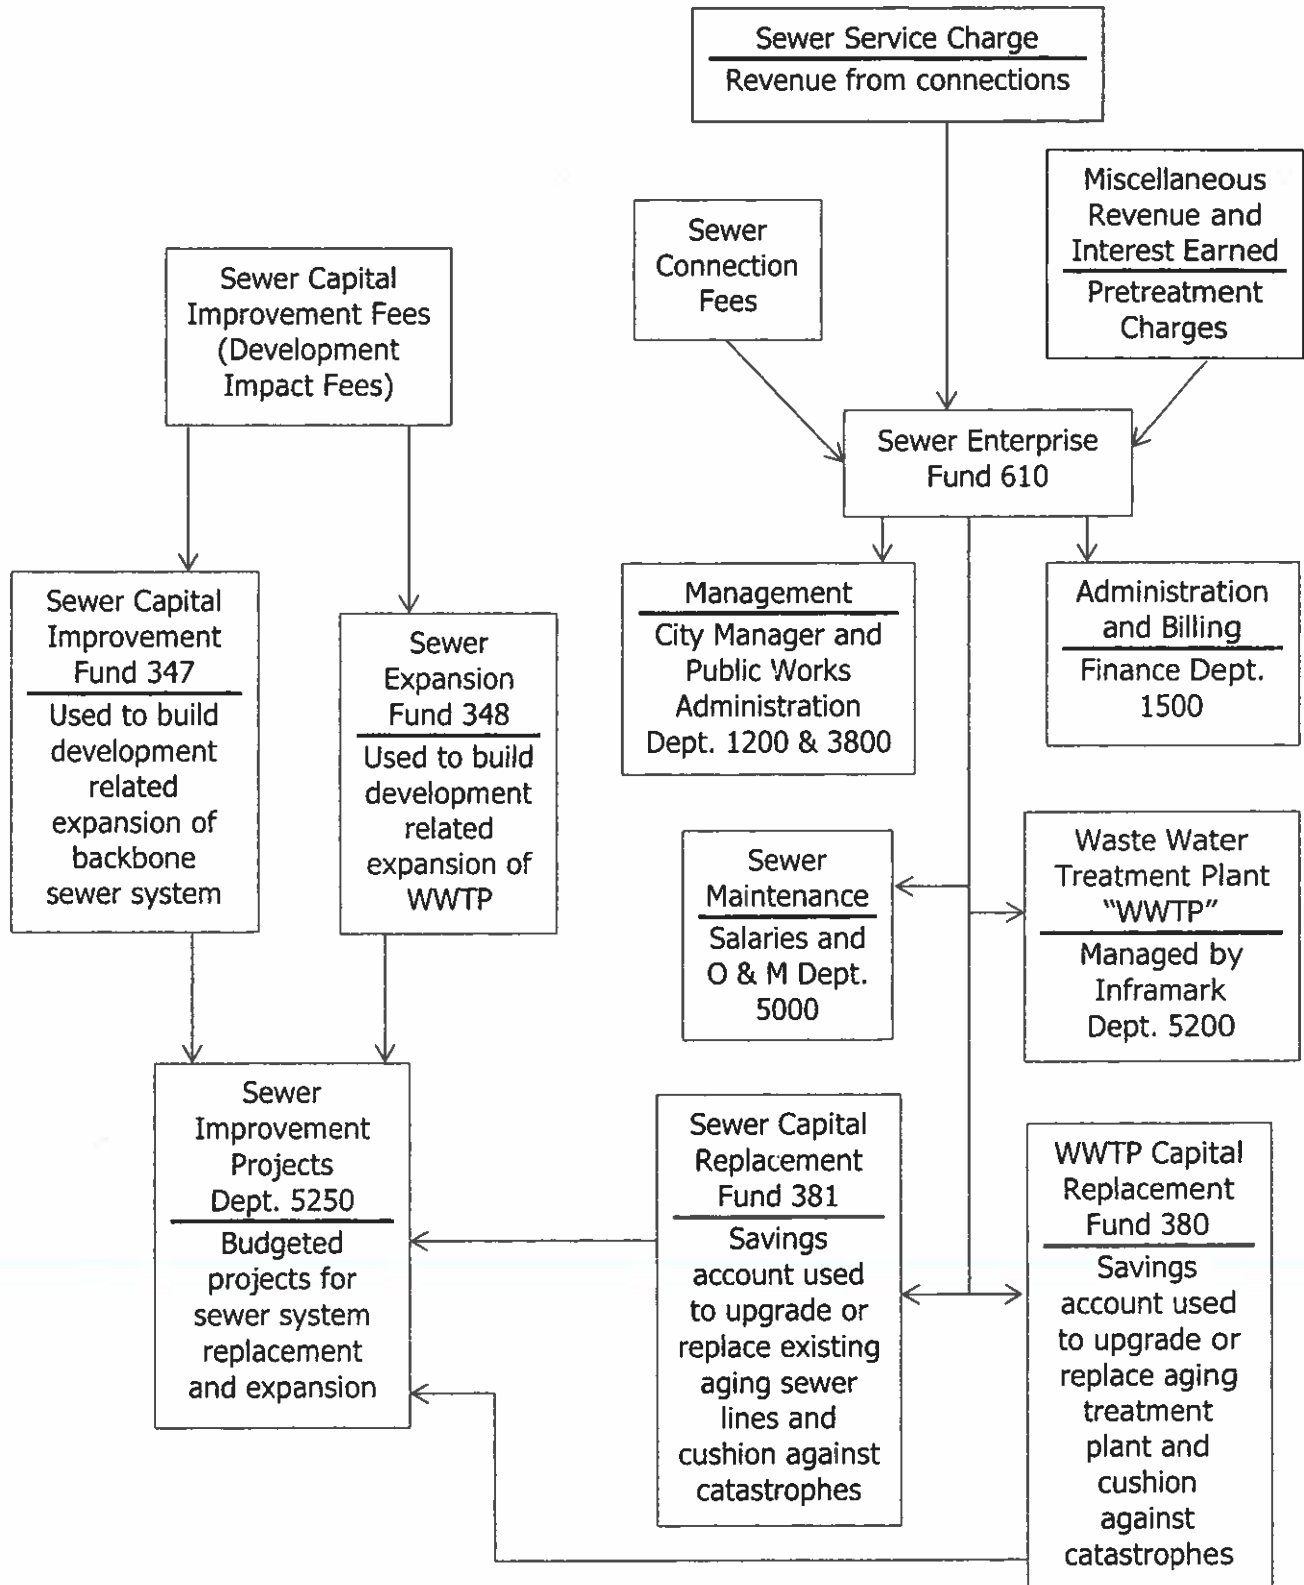 Sewer Service Charge
Revenue from connections
Miscellaneous
Revenue and
Interest Earned
Pretreatment
Charges
Sewer
Connection
Fees
Sewer Capital
Improvement Fees
(Development
Impact Fees)
Sewer Enterprise
Fund 610
Sewer Capital
Improvement
Fund 347
Used to build
development
related
expansion of
backbone
sewer system
Sewer
Expansion
Fund 348
Used to build
development
related
expansion of
WWTP
Management
City Manager and
Public Works
Administration
Dept. 1200 & 3800
Administration
and Billing
Finance Dept.
1500
Sewer
Maintenance
Salaries and
O & M Dept.
5000
Waste Water
Treatment Plant
“WWTP”
Managed by
Inframark
Dept. 5200
Sewer
Improvement
Projects
Dept. 5250
Budgeted
projects for
sewer system
replacement
and expansion
Sewer Capital
Replacement
Fund 381
Savings
account used
to upgrade or
replace existing
aging sewer
lines and
cushion against
catastrophes
WWTP Capital
Replacement
Fund 380
Savings
account used
to upgrade or
replace aging
treatment
plant and
cushion
against
catastrophes